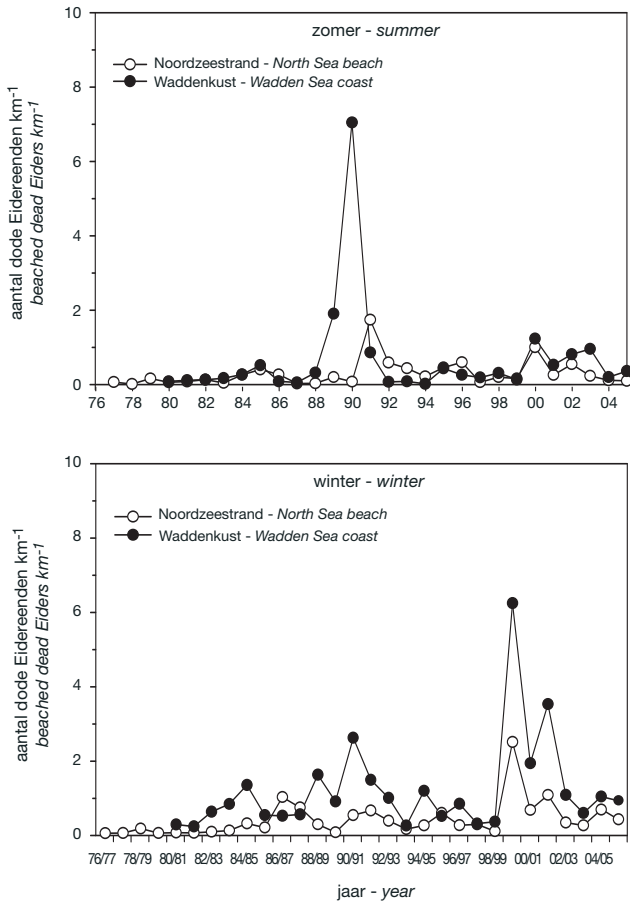 10
zomer - summer
Noordzeestrand - North Sea beach
Waddenkust - Wadden Sea coast
8
6
4
2
0
aantal dode Eidereenden km-1
beached dead Eiders km-1
76 78 80 82 84 86 88 90 92 94 96 98 00 02 04
10
winter - winter
Noordzeestrand - North Sea beach
Waddenkust - Wadden Sea coast
8
6
4
2
0
aantal dode Eidereenden km-1
beached dead Eiders km-1
76/77 78/79 80/81 82/83 84/85 86/87 88/89 90/91 92/93 94/95 96/97 98/99 00/01 02/03 04/05
jaar - year